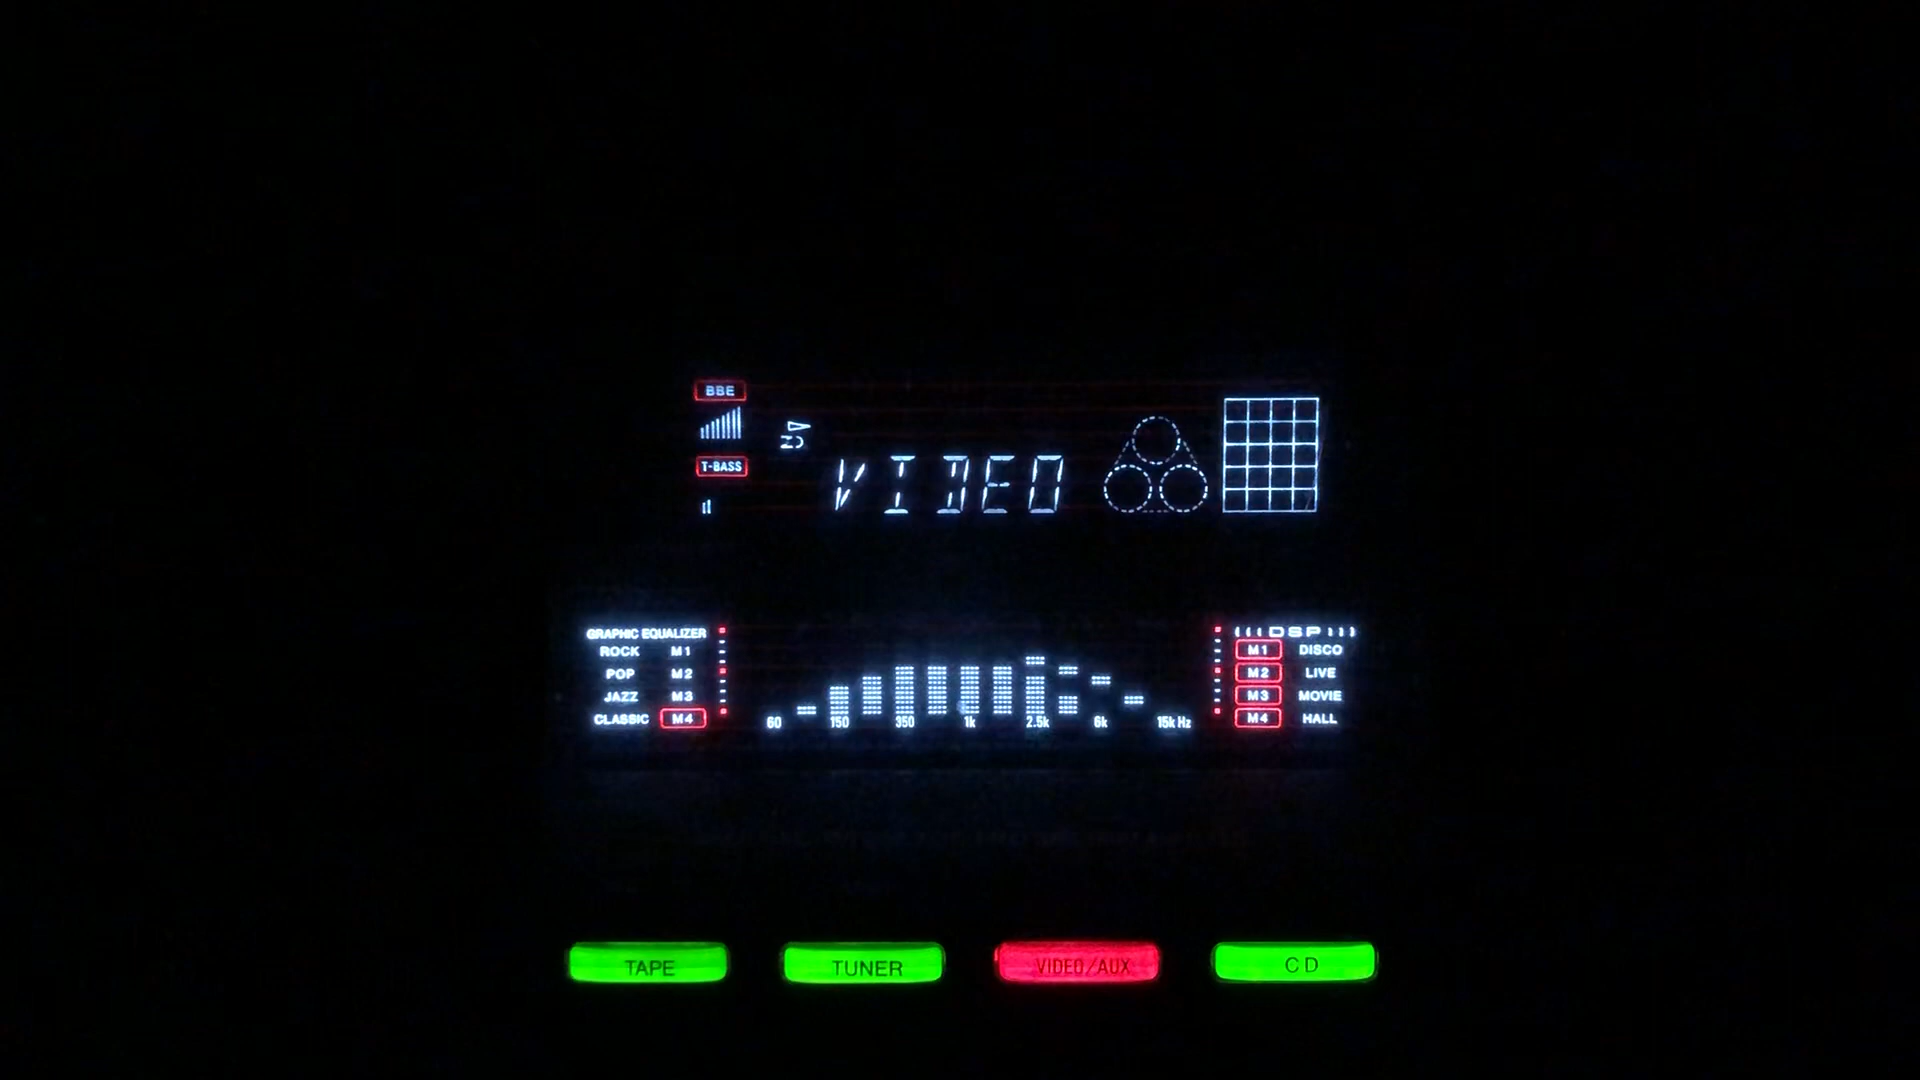 BBE
T-BASS
VIDEO
GRAPHIC EQUALIZER
ROCK M1
POP M2
JAZZ M3
CLASSIC M4
60 150 350 1k 2.5k 6k 15k Hz
DSP
M1 DISCO
M2 LIVE
M3 MOVIE
M4 HALL
TAPE TUNER VIDEO/AUX CD